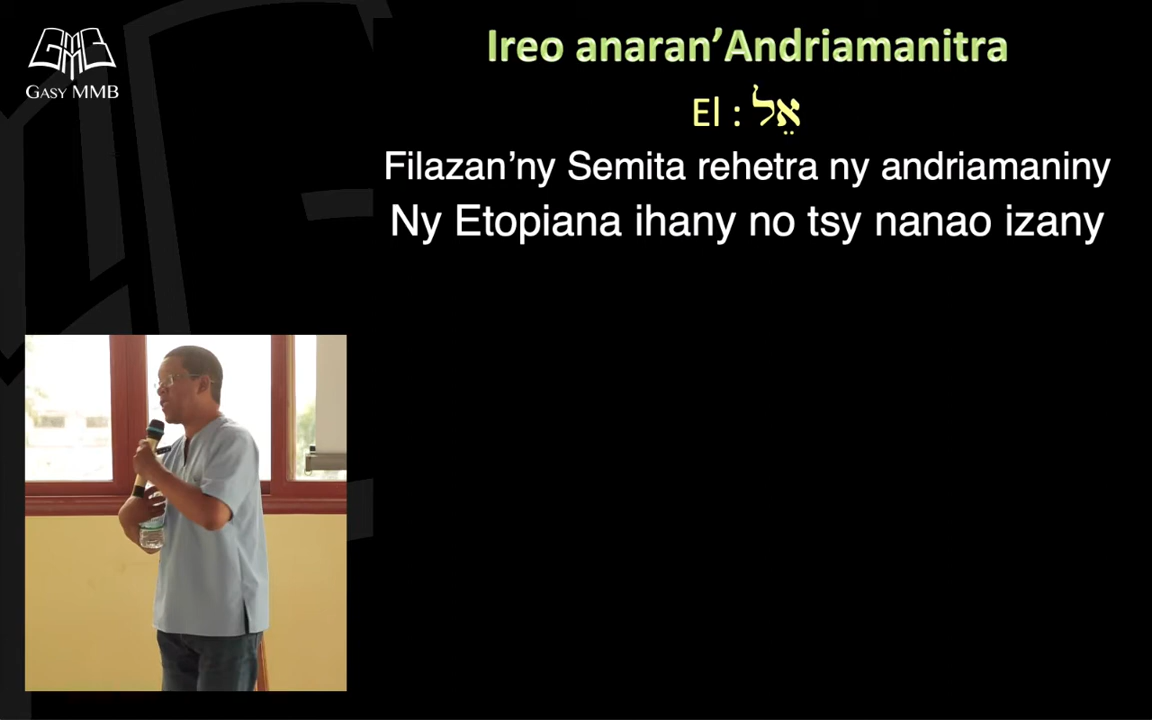 GMMB
GASY MMB
Ireo anaran’Andriamanitra
El : אֵל
Filazan’ny Semita rehetra ny andriamaniny
Ny Etopiana ihany no tsy nanao izany